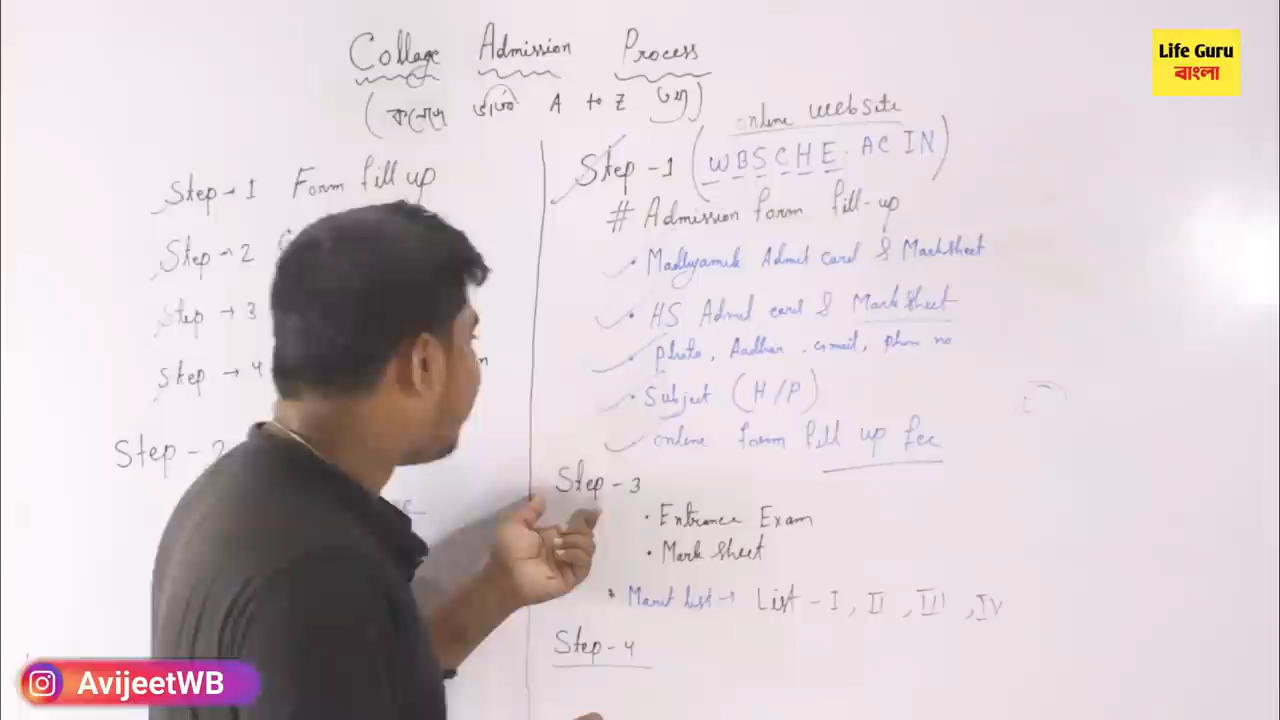 Collage Admission Process
(কলেজে ভর্তি A to Z তথ্য)
Step → 1 Form fill up
Step → 2
Step → 3
Step → 4
Step - 2
online website
Step - 1 (WBSCHE. AC IN)
# Admission form fill-up
· Madhyamik Admit card & Marksheet
· HS Admit card & Mark Sheet
· photo, Aadhar, email, phon no
· Subject (H/P)
· online form fill up fee
Step - 3
· Entrance Exam
· Mark sheet
* Marit list → List - I, II, III, IV
Step - 4
Life Guru
বাংলা
AvijeetWB